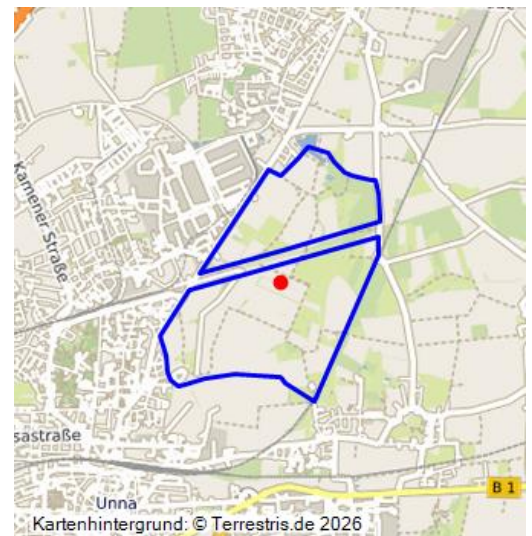 Kamener Straße
sastraße
B 1
Unna
Kartenhintergrund: © Terrestris.de 2026